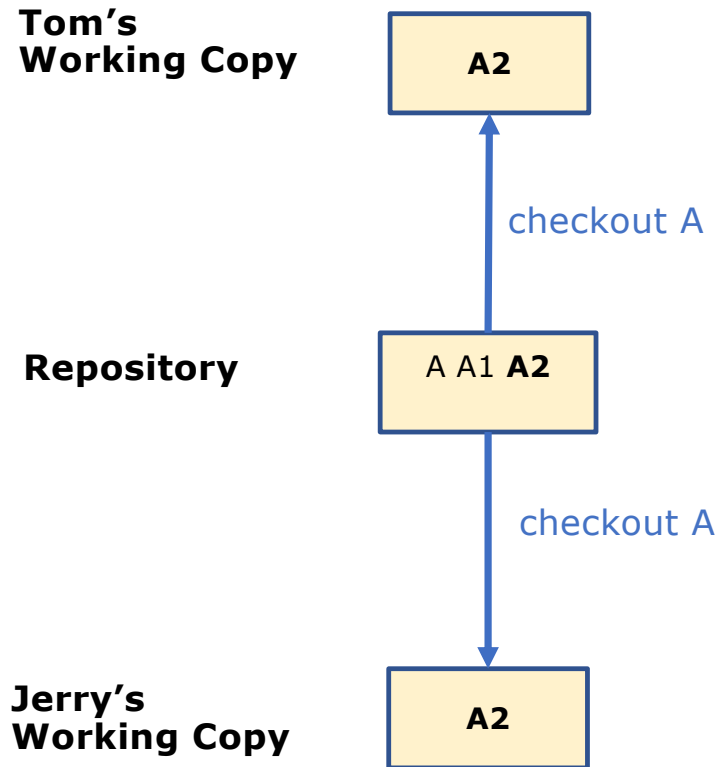 Tom’s
Working Copy
A2
checkout A
Repository
A A1 A2
checkout A
Jerry’s
Working Copy
A2